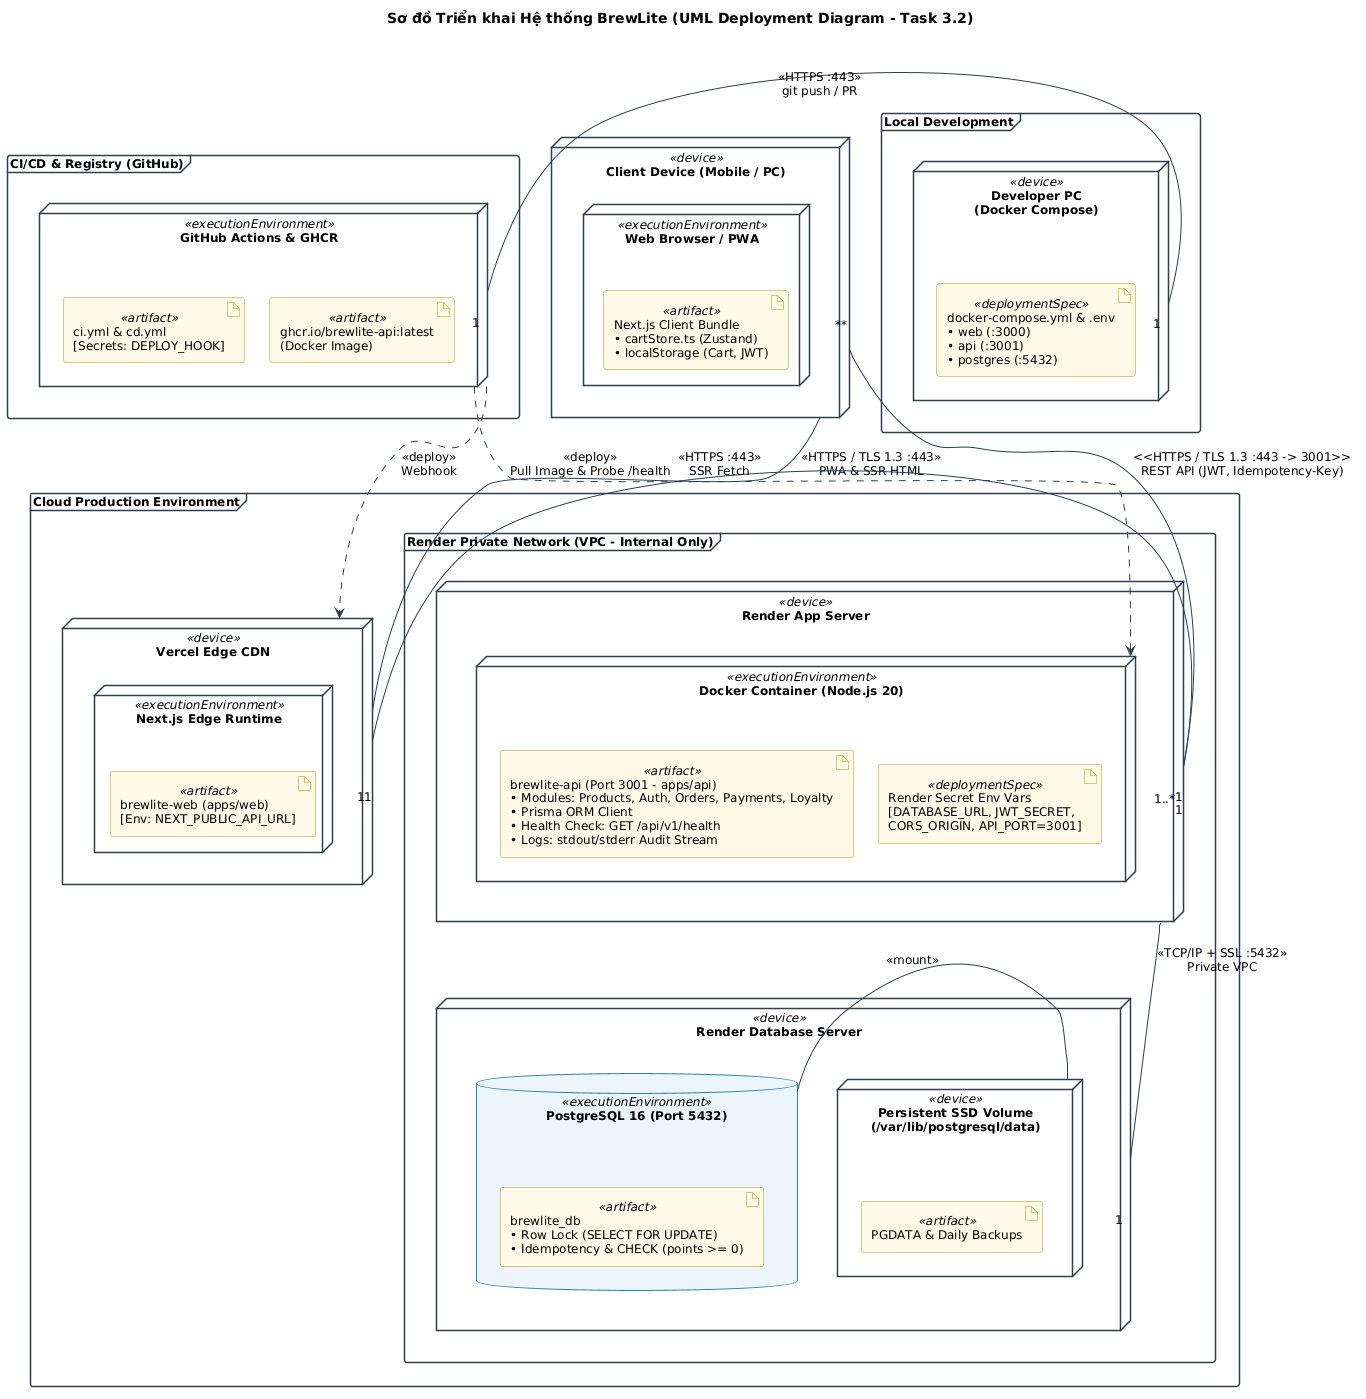 Sơ đồ Triển khai Hệ thống BrewLite (UML Deployment Diagram - Task 3.2)
«HTTPS :443»
git push / PR
CI/CD & Registry (GitHub)
«executionEnvironment»
GitHub Actions & GHCR
«artifact»
ci.yml & cd.yml
[Secrets: DEPLOY_HOOK]
«artifact»
ghcr.io/brewlite-api:latest
(Docker Image)
1
«device»
Client Device (Mobile / PC)
«executionEnvironment»
Web Browser / PWA
«artifact»
Next.js Client Bundle
• cartStore.ts (Zustand)
• localStorage (Cart, JWT)
**
Local Development
«device»
Developer PC
(Docker Compose)
«deploymentSpec»
docker-compose.yml & .env
• web (:3000)
• api (:3001)
• postgres (:5432)
1
«deploy»
Webhook
«deploy»
Pull Image & Probe /health
«HTTPS :443»
SSR Fetch
«HTTPS / TLS 1.3 :443»
PWA & SSR HTML
<<HTTPS / TLS 1.3 :443 -> 3001>>
REST API (JWT, Idempotency-Key)
Cloud Production Environment
Render Private Network (VPC - Internal Only)
«device»
Vercel Edge CDN
«executionEnvironment»
Next.js Edge Runtime
«artifact»
brewlite-web (apps/web)
[Env: NEXT_PUBLIC_API_URL]
11
«device»
Render App Server
«executionEnvironment»
Docker Container (Node.js 20)
«artifact»
brewlite-api (Port 3001 - apps/api)
• Modules: Products, Auth, Orders, Payments, Loyalty
• Prisma ORM Client
• Health Check: GET /api/v1/health
• Logs: stdout/stderr Audit Stream
«deploymentSpec»
Render Secret Env Vars
[DATABASE_URL, JWT_SECRET,
CORS_ORIGIN, API_PORT=3001]
1..*1
1
«TCP/IP + SSL :5432»
Private VPC
«mount»
«device»
Render Database Server
«executionEnvironment»
PostgreSQL 16 (Port 5432)
«artifact»
brewlite_db
• Row Lock (SELECT FOR UPDATE)
• Idempotency & CHECK (points >= 0)
«device»
Persistent SSD Volume
(/var/lib/postgresql/data)
«artifact»
PGDATA & Daily Backups
1